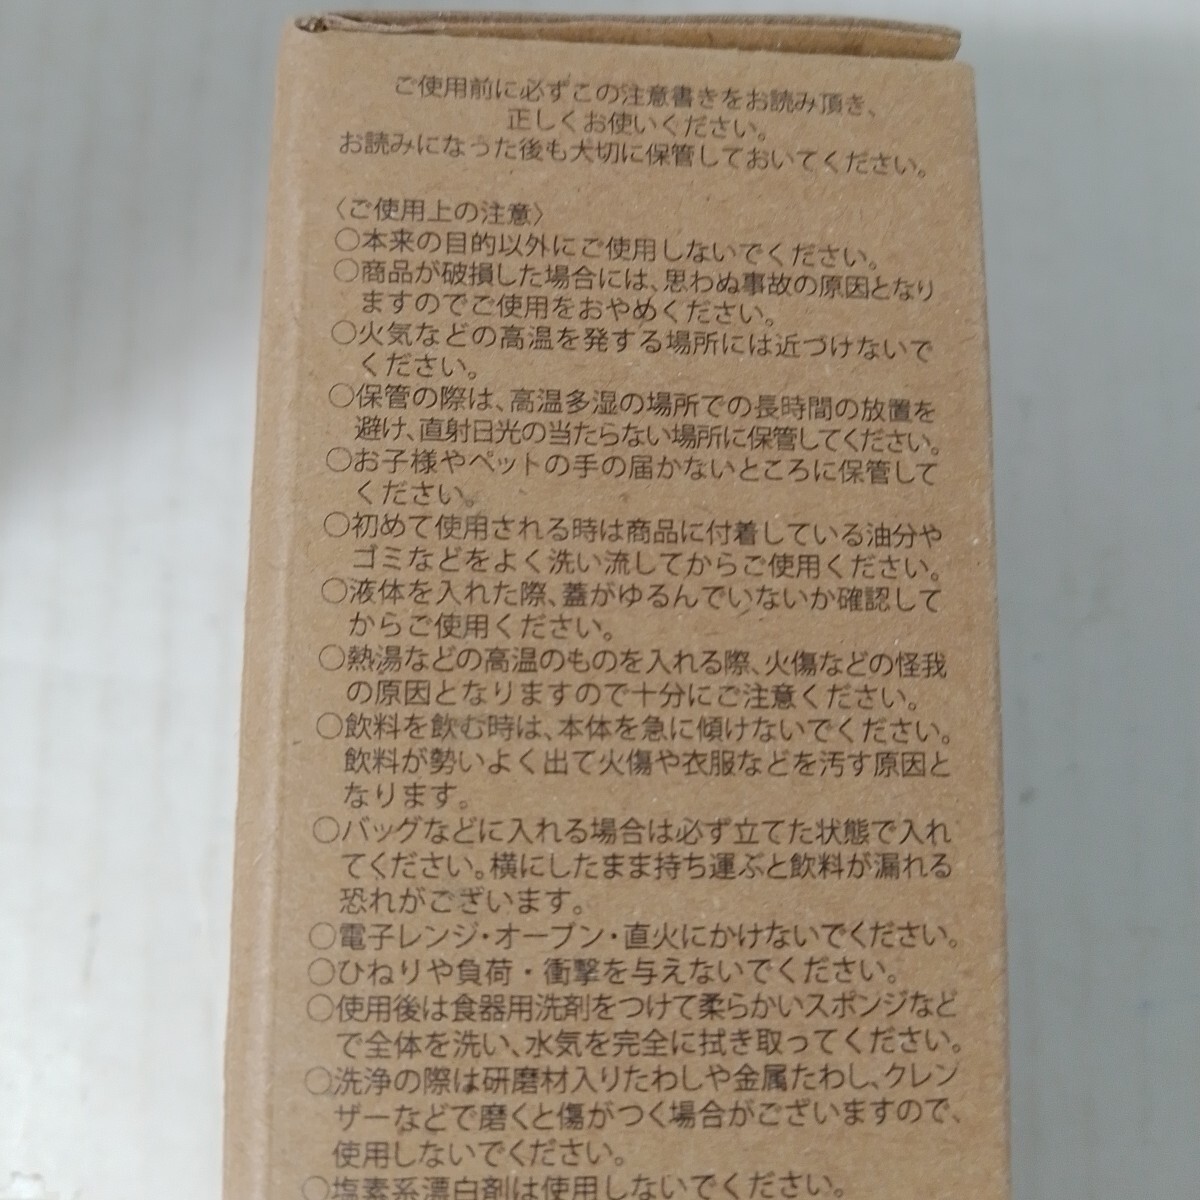 ご使用前に必ずこの注意書きをお読み頂き、
正しくお使いください。
お読みになった後も大切に保管しておいてください。
〈ご使用上の注意〉
○本来の目的以外にご使用しないでください。
○商品が破損した場合には、思わぬ事故の原因となり
ますのでご使用をおやめください。
○火気などの高温を発する場所には近づけないで
ください。
○保管の際は、高温多湿の場所での長時間の放置を
避け、直射日光の当たらない場所に保管してください。
○お子様やペットの手の届かないところに保管して
ください。
○初めて使用される時は商品に付着している油分や
ゴミなどをよく洗い流してからご使用ください。
○液体を入れた際、蓋がゆるんでいないか確認して
からご使用ください。
○熱湯などの高温のものを入れる際、火傷などの怪我
の原因となりますので十分にご注意ください。
○飲料を飲む時は、本体を急に傾けないでください。
飲料が勢いよく出て火傷や衣服などを汚す原因と
なります。
○バッグなどに入れる場合は必ず立てた状態で入れ
てください。横にしたまま持ち運ぶと飲料が漏れる
恐れがございます。
○電子レンジ・オーブン・直火にかけないでください。
○ひねりや負荷・衝撃を与えないでください。
○使用後は食器用洗剤をつけて柔らかいスポンジなど
で全体を洗い、水気を完全に拭き取ってください。
○洗浄の際は研磨材入りたわしや金属たわし、クレン
ザーなどで磨くと傷がつく場合がございますので、
使用しないでください。
○塩素系漂白剤は使用しないでください。